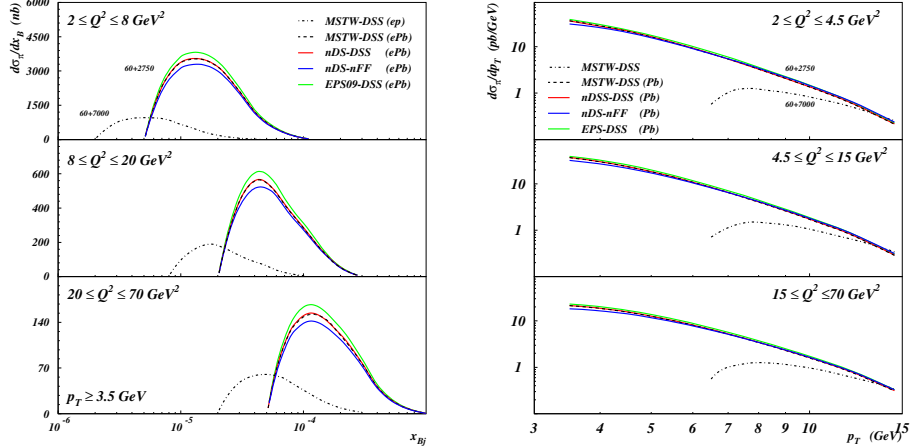 dσπ/dxB (nb)
6000
4500
3000
1500
0
2 ≤ Q² ≤ 8 GeV²
MSTW-DSS (ep)
MSTW-DSS (ePb)
nDS-DSS (ePb)
nDS-nFF (ePb)
EPS09-DSS (ePb)
60+2750
60+7000
600
400
200
0
8 ≤ Q² ≤ 20 GeV²
140
70
0
20 ≤ Q² ≤ 70 GeV²
pT ≥ 3.5 GeV
10⁻⁶
10⁻⁵
10⁻⁴
xBj
dσπ/dpT (pb/GeV)
10
1
2 ≤ Q² ≤ 4.5 GeV²
60+2750
60+7000
MSTW-DSS
MSTW-DSS (Pb)
nDSS-DSS (Pb)
nDS-nFF (Pb)
EPS-DSS (Pb)
10
1
4.5 ≤ Q² ≤ 15 GeV²
10
1
15 ≤ Q² ≤70 GeV²
3 4 5 6 7 8 9 10 15
pT (GeV)